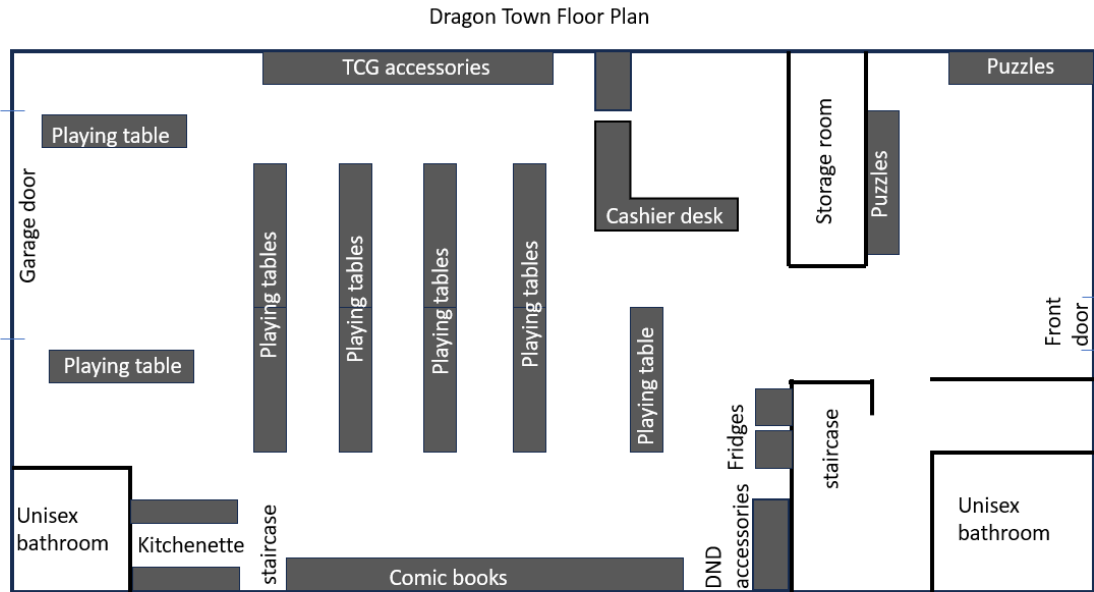 Dragon Town Floor Plan
TCG accessories
Puzzles
Playing table
Garage door
Storage room
Puzzles
Cashier desk
Playing tables
Playing tables
Playing tables
Playing tables
Front
door
Playing table
Playing table
Fridges
staircase
Unisex
bathroom
Kitchenette
staircase
Comic books
DND
accessories
Unisex
bathroom